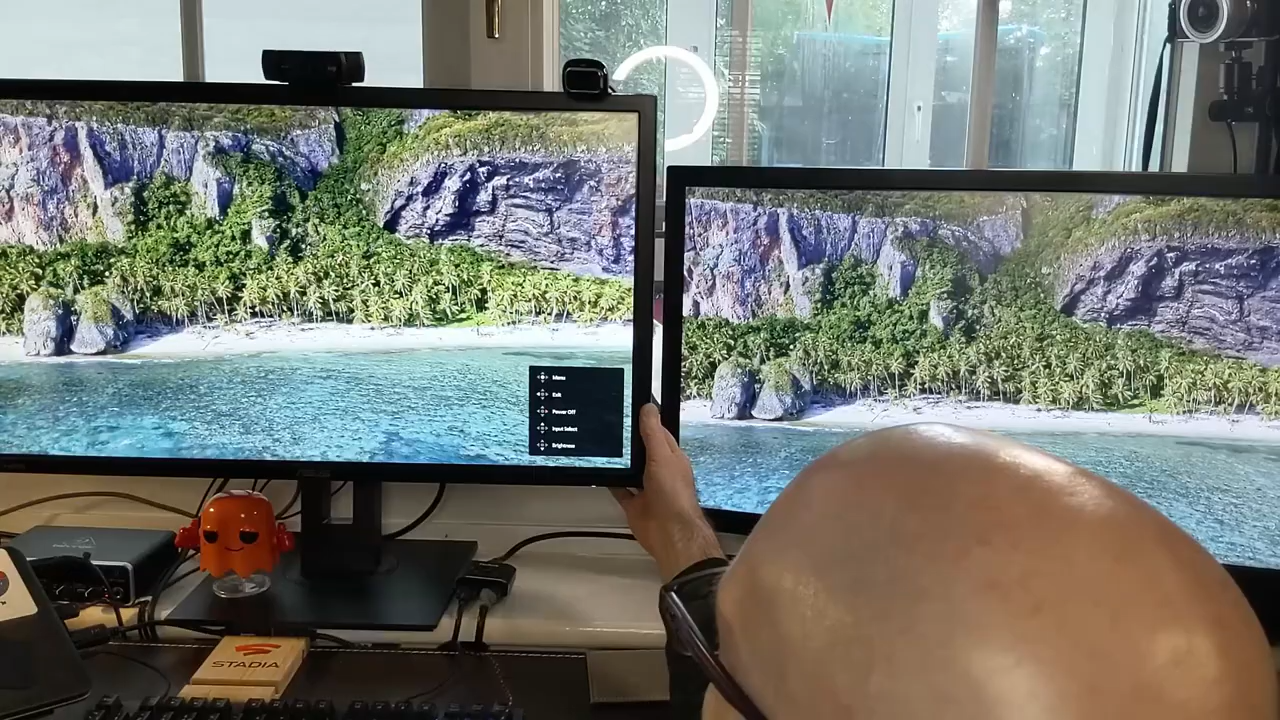 Menu
Exit
Power Off
Input Select
Brightness
STADIA